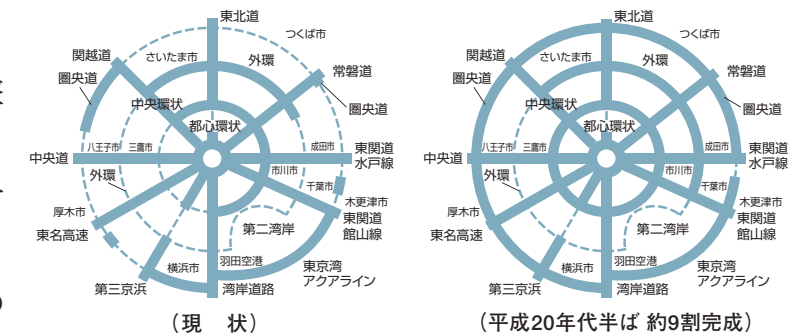 東北道
つくば市
関越道
さいたま市
外環
常磐道
圏央道
中央環状
圏央道
都心環状
中央道
八王子市
三鷹市
成田市
東関道
水戸線
外環
市川市
千葉市
木更津市
厚木市
東関道
館山線
東名高速
第二湾岸
羽田空港
横浜市
東京湾
アクアライン
第三京浜
湾岸道路
（現　状）
東北道
つくば市
関越道
さいたま市
外環
常磐道
圏央道
中央環状
圏央道
都心環状
中央道
八王子市
三鷹市
成田市
東関道
水戸線
外環
市川市
千葉市
木更津市
厚木市
東関道
館山線
東名高速
第二湾岸
羽田空港
横浜市
東京湾
アクアライン
第三京浜
湾岸道路
（平成20年代半ば 約9割完成）